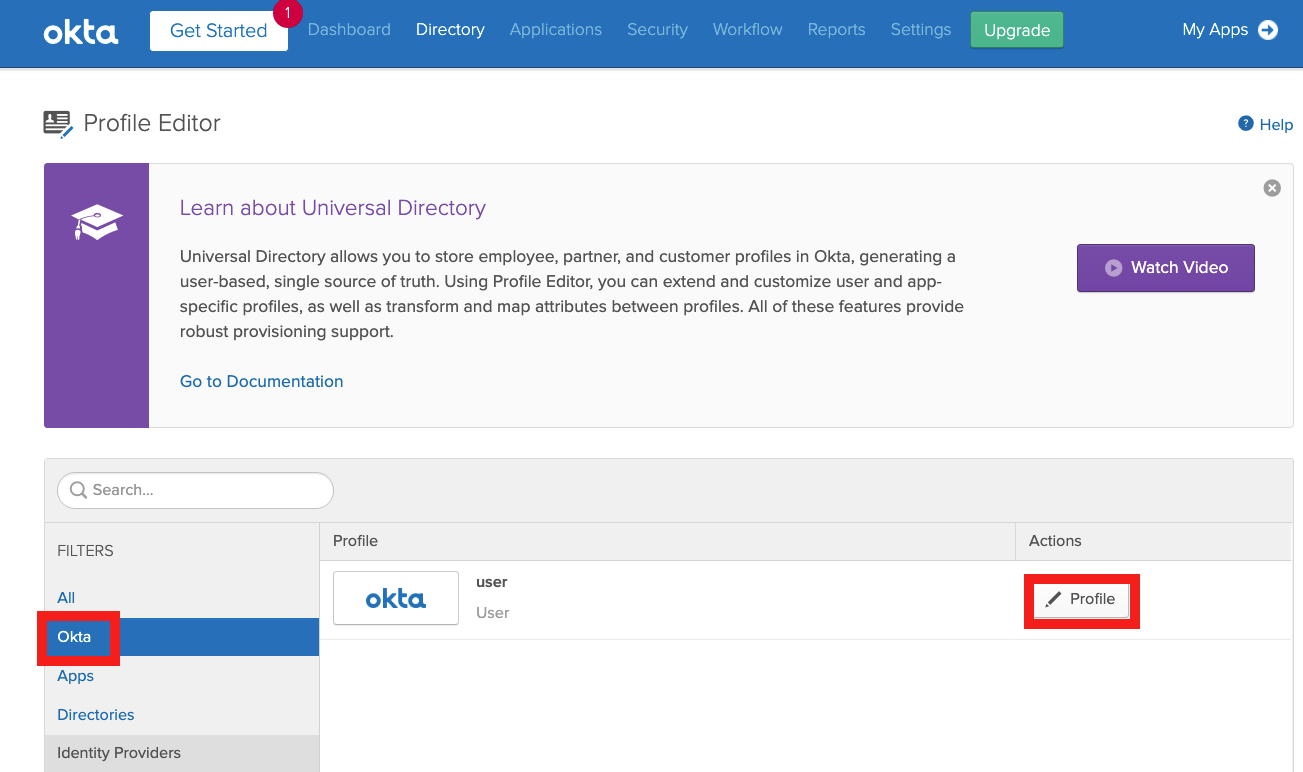 okta
Get Started
1
Dashboard
Directory
Applications
Security
Workflow
Reports
Settings
Upgrade
My Apps
Profile Editor
? Help
Learn about Universal Directory
Universal Directory allows you to store employee, partner, and customer profiles in Okta, generating a
user-based, single source of truth. Using Profile Editor, you can extend and customize user and app-
specific profiles, as well as transform and map attributes between profiles. All of these features provide
robust provisioning support.
Watch Video
Go to Documentation
Search...
FILTERS
All
Okta
Apps
Directories
Identity Providers
Profile
Actions
okta
user
User
Profile